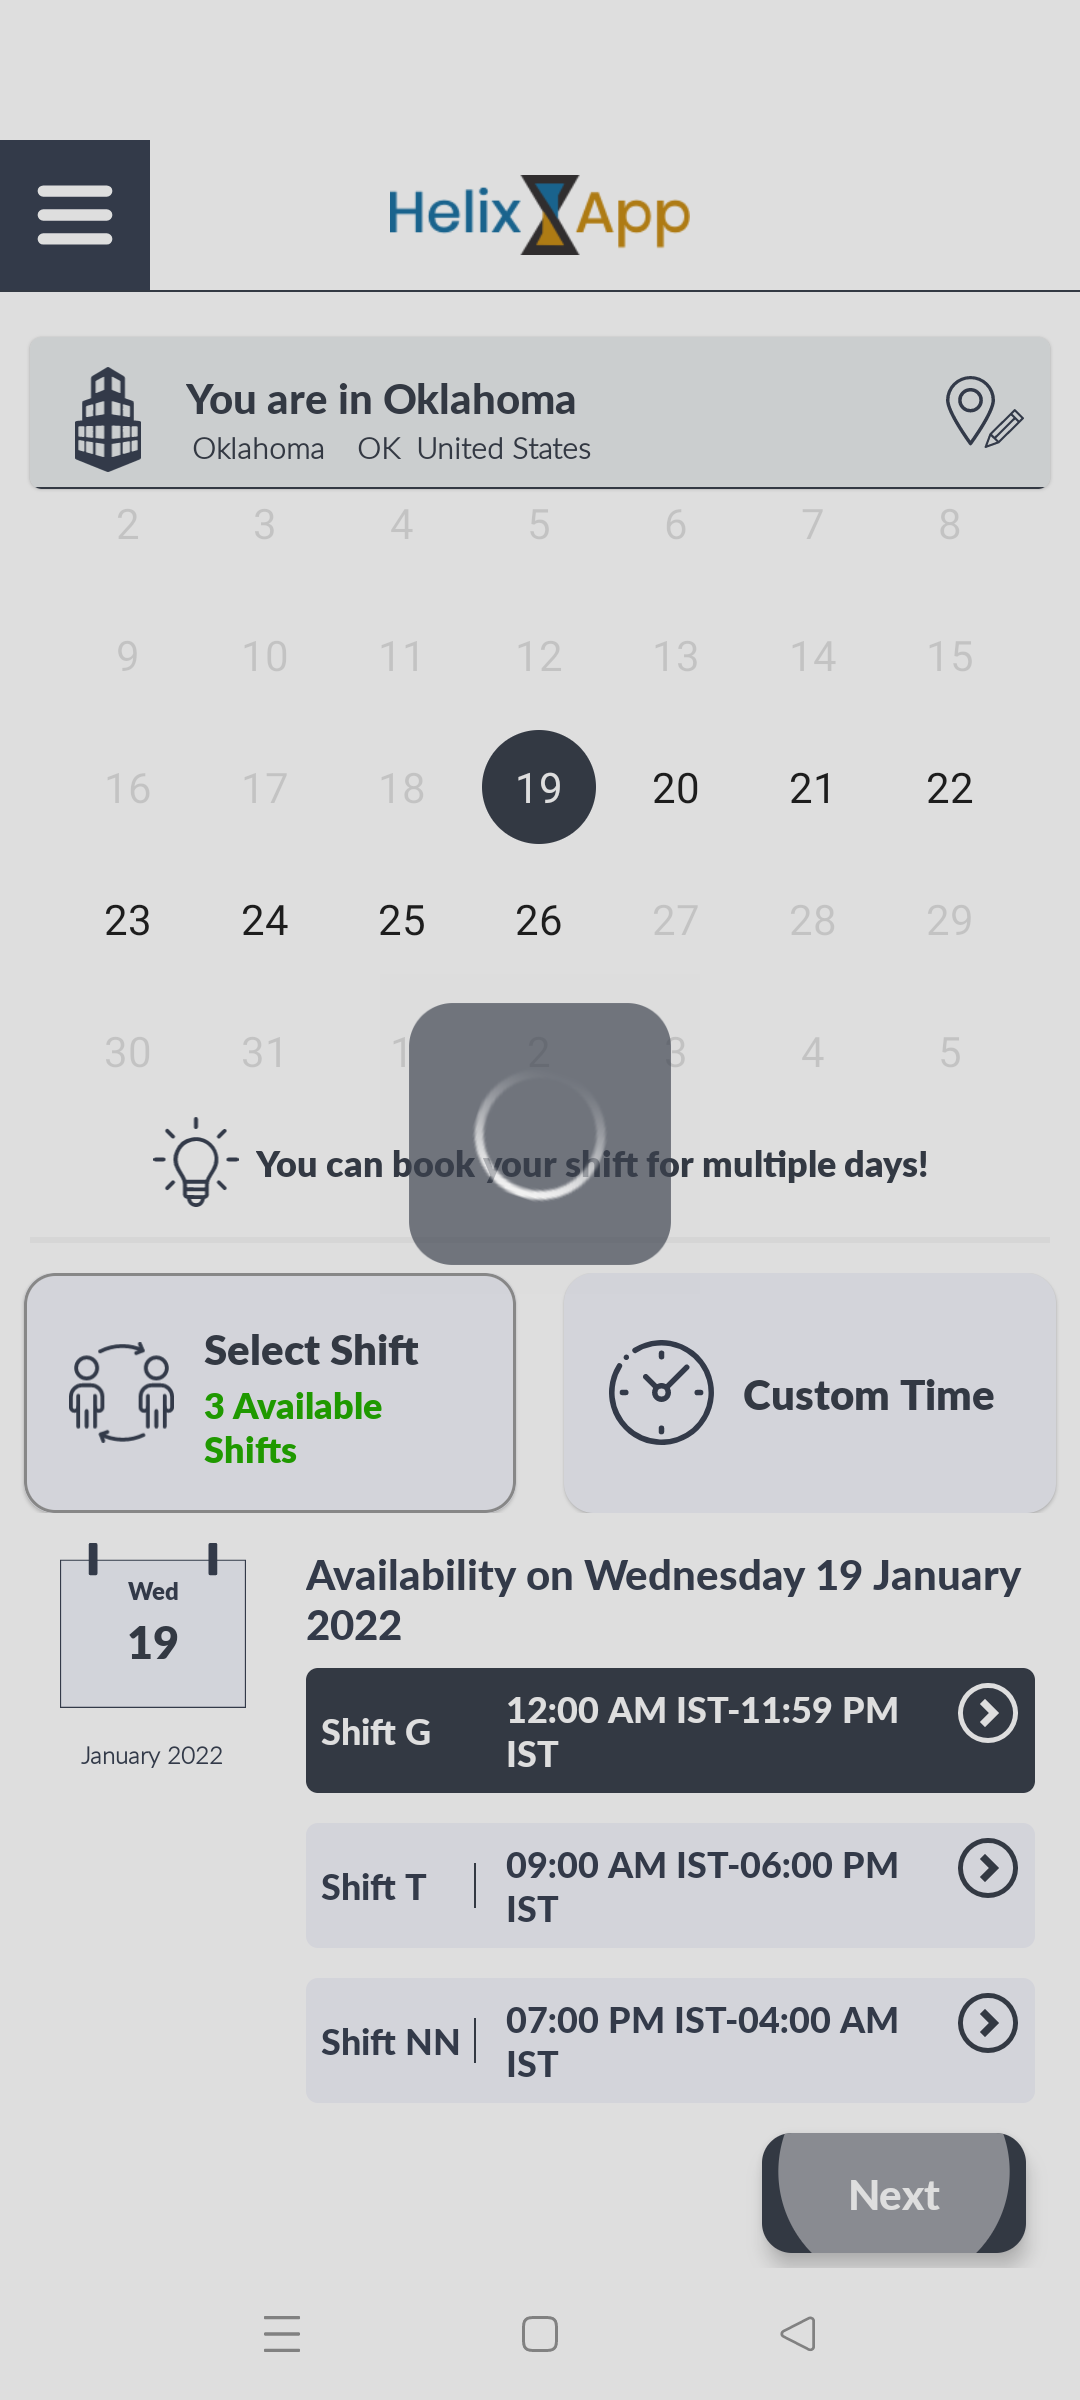 Helix App
You are in Oklahoma
Oklahoma OK United States
2 3 4 5 6 7 8
9 10 11 12 13 14 15
16 17 18 19 20 21 22
23 24 25 26 27 28 29
30 31 1 2 3 4 5
You can book your shift for multiple days!
Select Shift
3 Available
Shifts
Custom Time
Wed
19
January 2022
Availability on Wednesday 19 January
2022
Shift G
12:00 AM IST-11:59 PM
IST
Shift T
09:00 AM IST-06:00 PM
IST
Shift NN
07:00 PM IST-04:00 AM
IST
Next